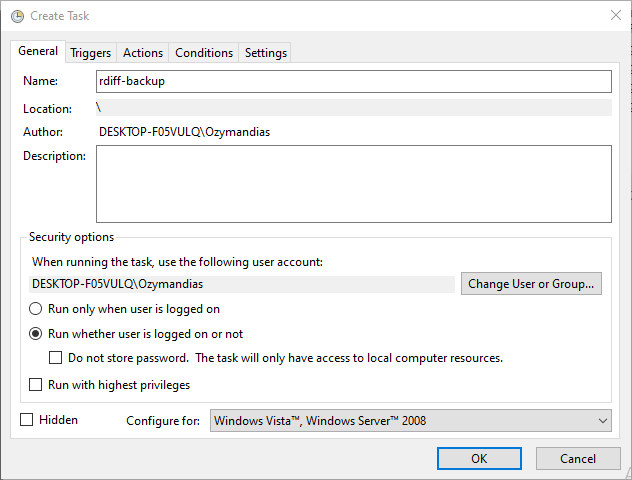 Create Task
General Triggers Actions Conditions Settings
Name: rdiff-backup
Location: \
Author: DESKTOP-F05VULQ\Ozymandias
Description:
Security options
When running the task, use the following user account:
DESKTOP-F05VULQ\Ozymandias Change User or Group...
Run only when user is logged on
Run whether user is logged on or not
Do not store password. The task will only have access to local computer resources.
Run with highest privileges
Hidden Configure for: Windows Vista™, Windows Server™ 2008
OK Cancel